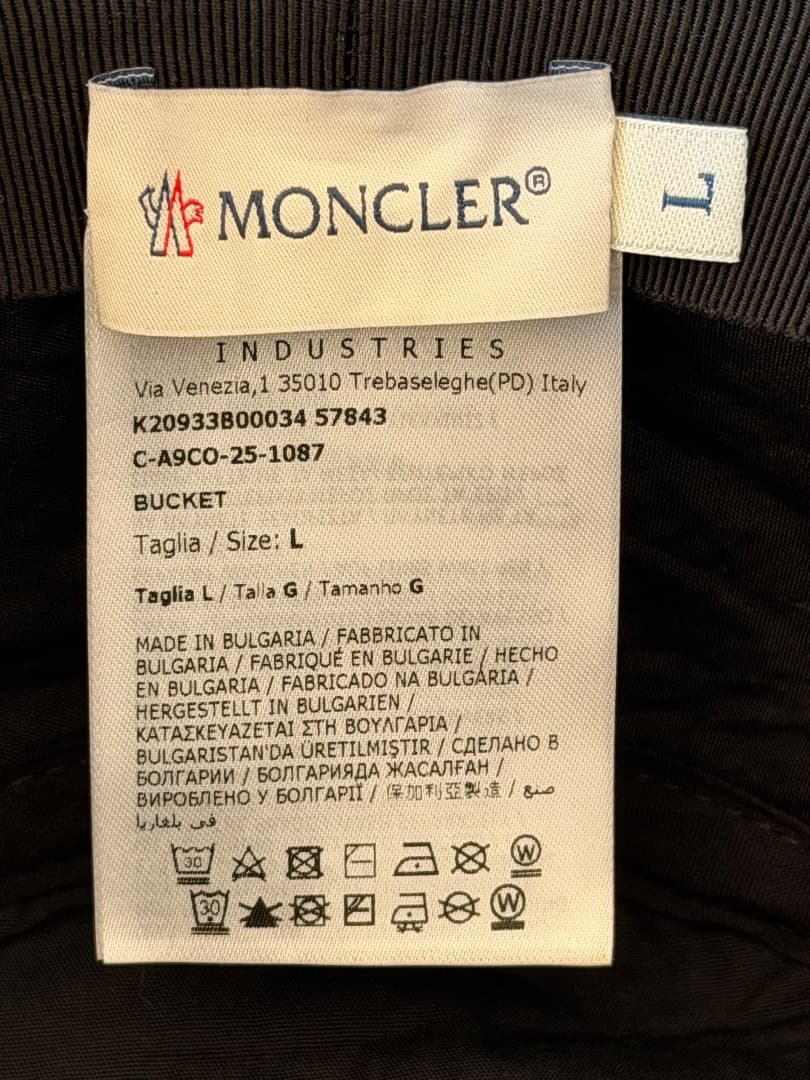 MONCLER®
L
INDUSTRIES
Via Venezia,1 35010 Trebaseleghe(PD) Italy
K20933B00034 57843
C-A9CO-25-1087
BUCKET
Taglia / Size: L
Taglia L / Talla G / Tamanho G
MADE IN BULGARIA / FABBRICATO IN
BULGARIA / FABRIQUÉ EN BULGARIE / HECHO
EN BULGARIA / FABRICADO NA BULGÁRIA /
HERGESTELLT IN BULGARIEN /
ΚΑΤΑΣΚΕΥΑΖΕΤΑΙ ΣΤΗ ΒΟΥΛΓΑΡΙΑ /
BULGARISTAN'DA ÜRETILMIŞTIR / СДЕЛАНО В
БОЛГАРИИ / БОЛГАРИЯДА ЖАСАЛҒАН /
ВИРОБЛЕНО У БОЛГАРІЇ / 保加利亞製造 / صنع
في بلغاريا
30 W
30 W